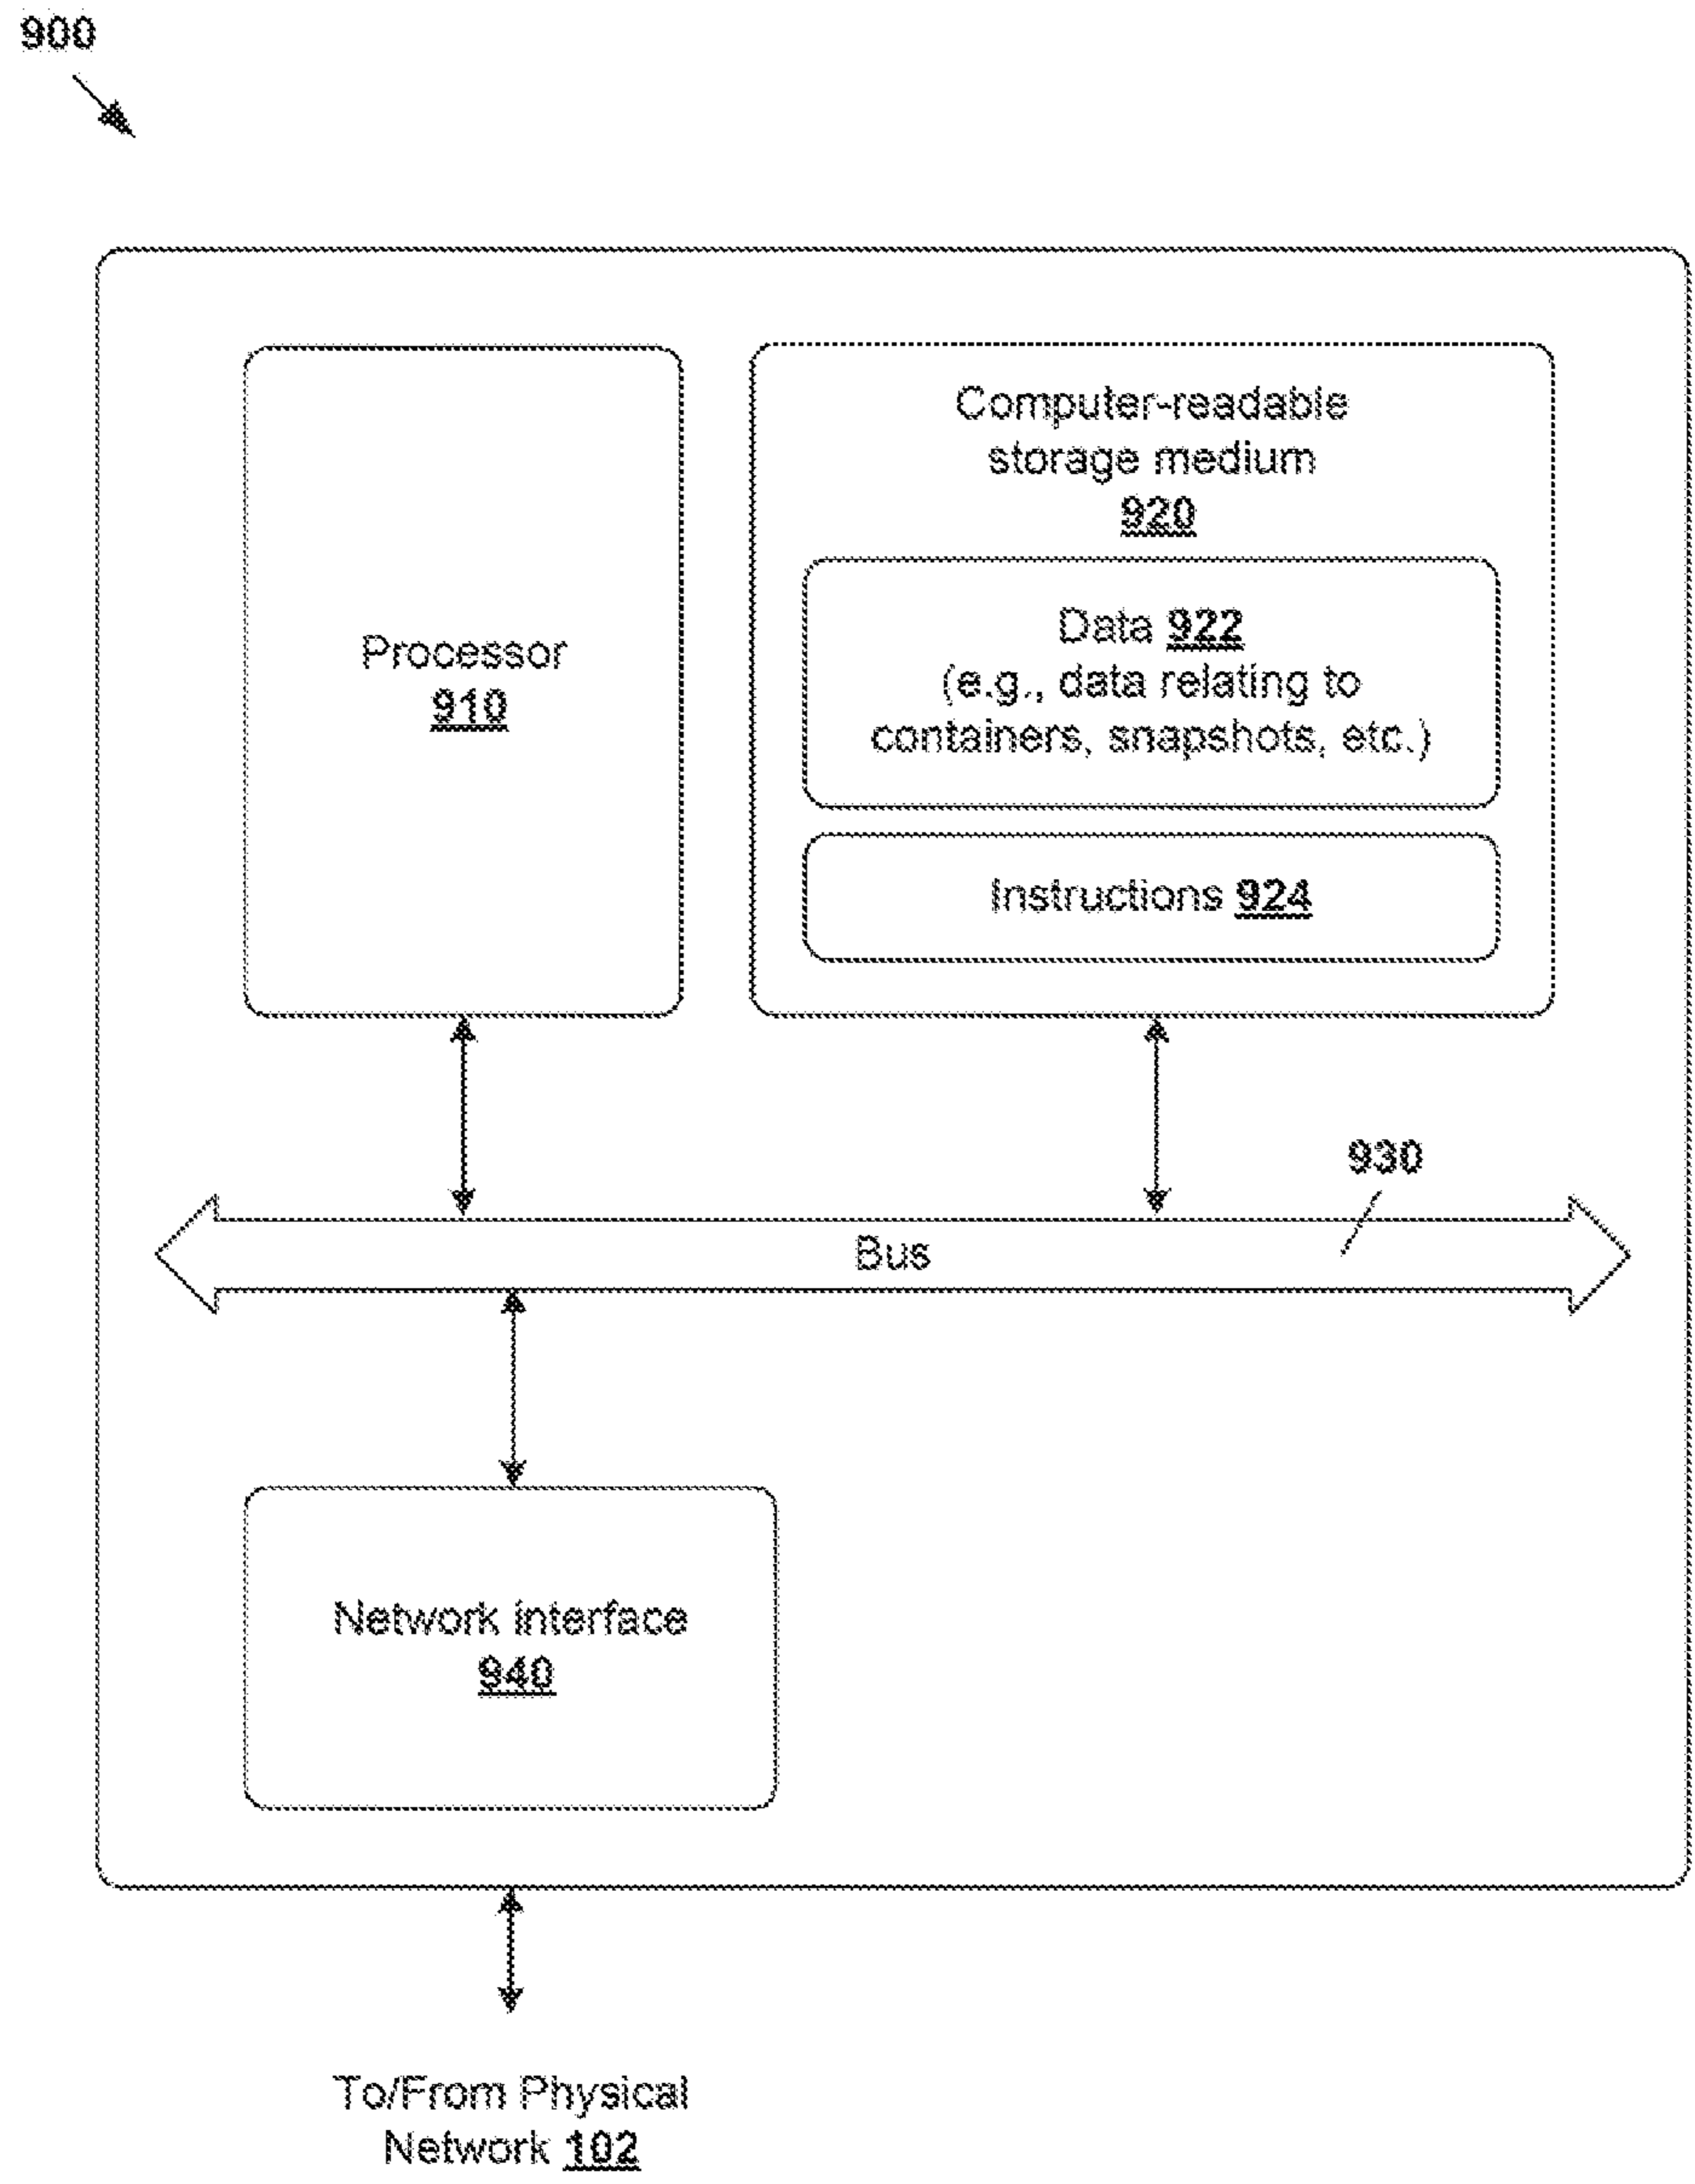 900
Processor
910
Computer-readable
storage medium
920
Data 922
(e.g., data relating to
containers, snapshots, etc.)
Instructions 924
930
Bus
Network interface
940
To/From Physical
Network 102